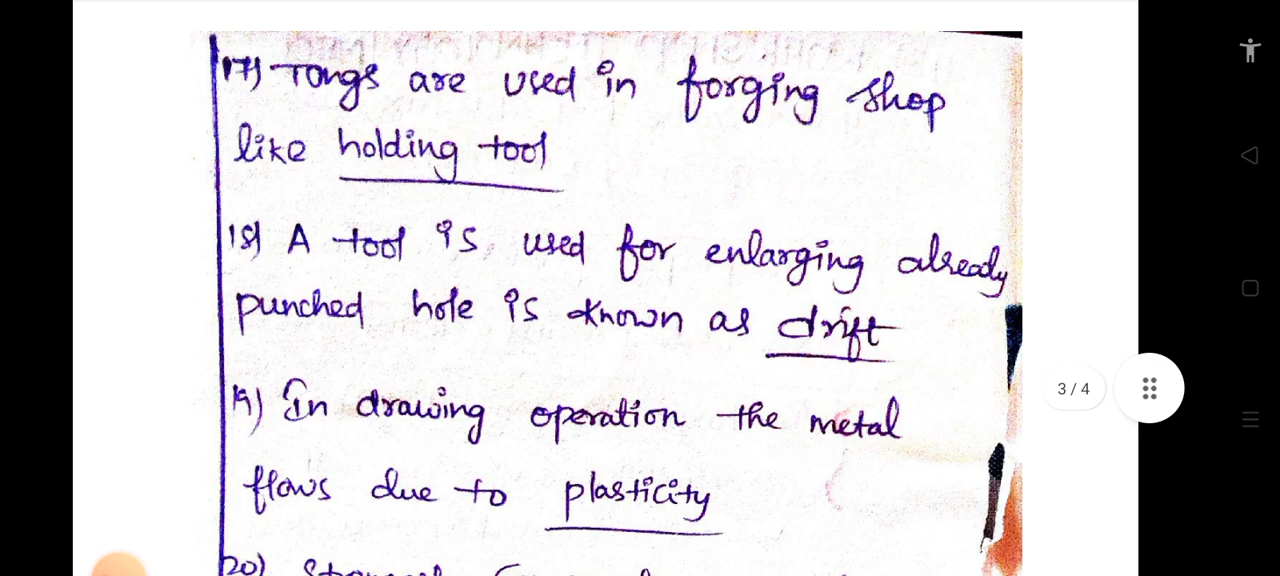 17) Tongs are used in forging shop
like holding tool
18) A tool is used for enlarging already
punched hole is known as drift
19) In drawing operation the metal
flows due to plasticity
20)
3 / 4